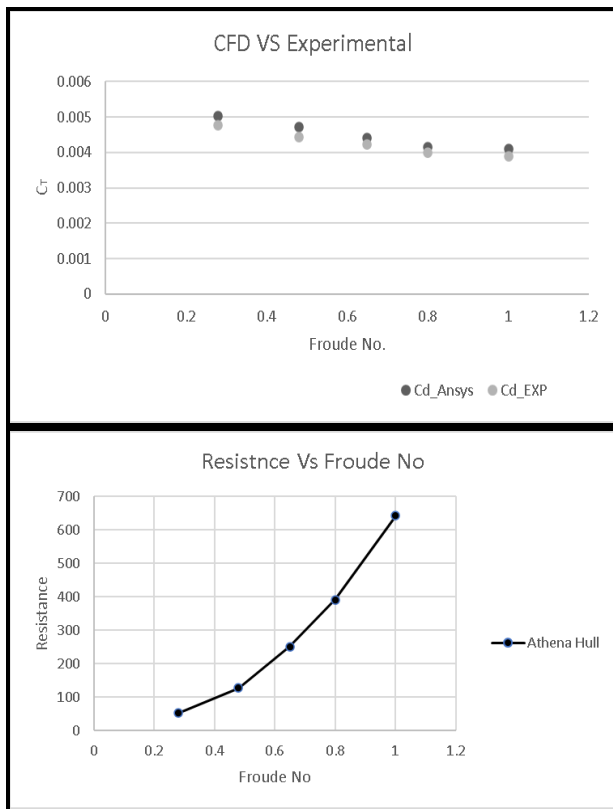 CFD VS Experimental
0.006
0.005
0.004
0.003
0.002
0.001
0
CT
0 0.2 0.4 0.6 0.8 1 1.2
Froude No.
Cd_Ansys Cd_EXP
Resistnce Vs Froude No
700
600
500
400
300
200
100
0
Resistance
0 0.2 0.4 0.6 0.8 1 1.2
Froude No
Athena Hull